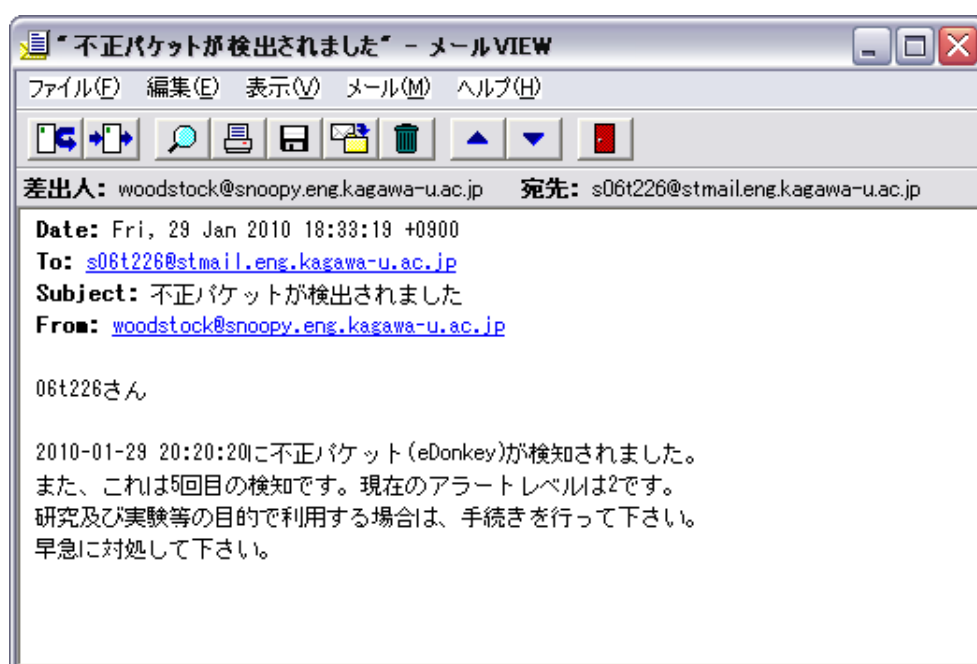 "不正パケットが検出されました" - メールVIEW
ファイル(F) 編集(E) 表示(V) メール(M) ヘルプ(H)
差出人: woodstock@snoopy.eng.kagawa-u.ac.jp 宛先: s06t226@stmail.eng.kagawa-u.ac.jp
Date: Fri, 29 Jan 2010 18:33:19 +0900
To: s06t226@stmail.eng.kagawa-u.ac.jp
Subject: 不正パケットが検出されました
From: woodstock@snoopy.eng.kagawa-u.ac.jp
06t226さん
2010-01-29 20:20:20に不正パケット(eDonkey)が検知されました。
また、これは5回目の検知です。現在のアラートレベルは2です。
研究及び実験等の目的で利用する場合は、手続きを行って下さい。
早急に対処して下さい。